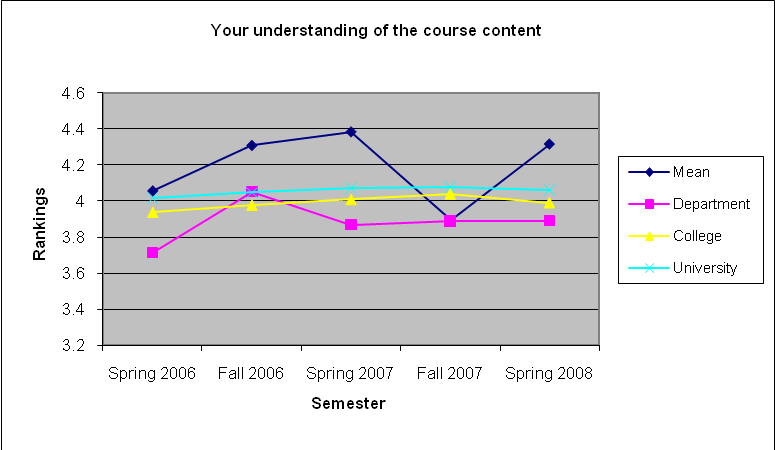 Your understanding of the course content
4.6
4.4
4.2
4
3.8
3.6
3.4
3.2
Rankings
Spring 2006 Fall 2006 Spring 2007 Fall 2007 Spring 2008
Semester
Mean
Department
College
University